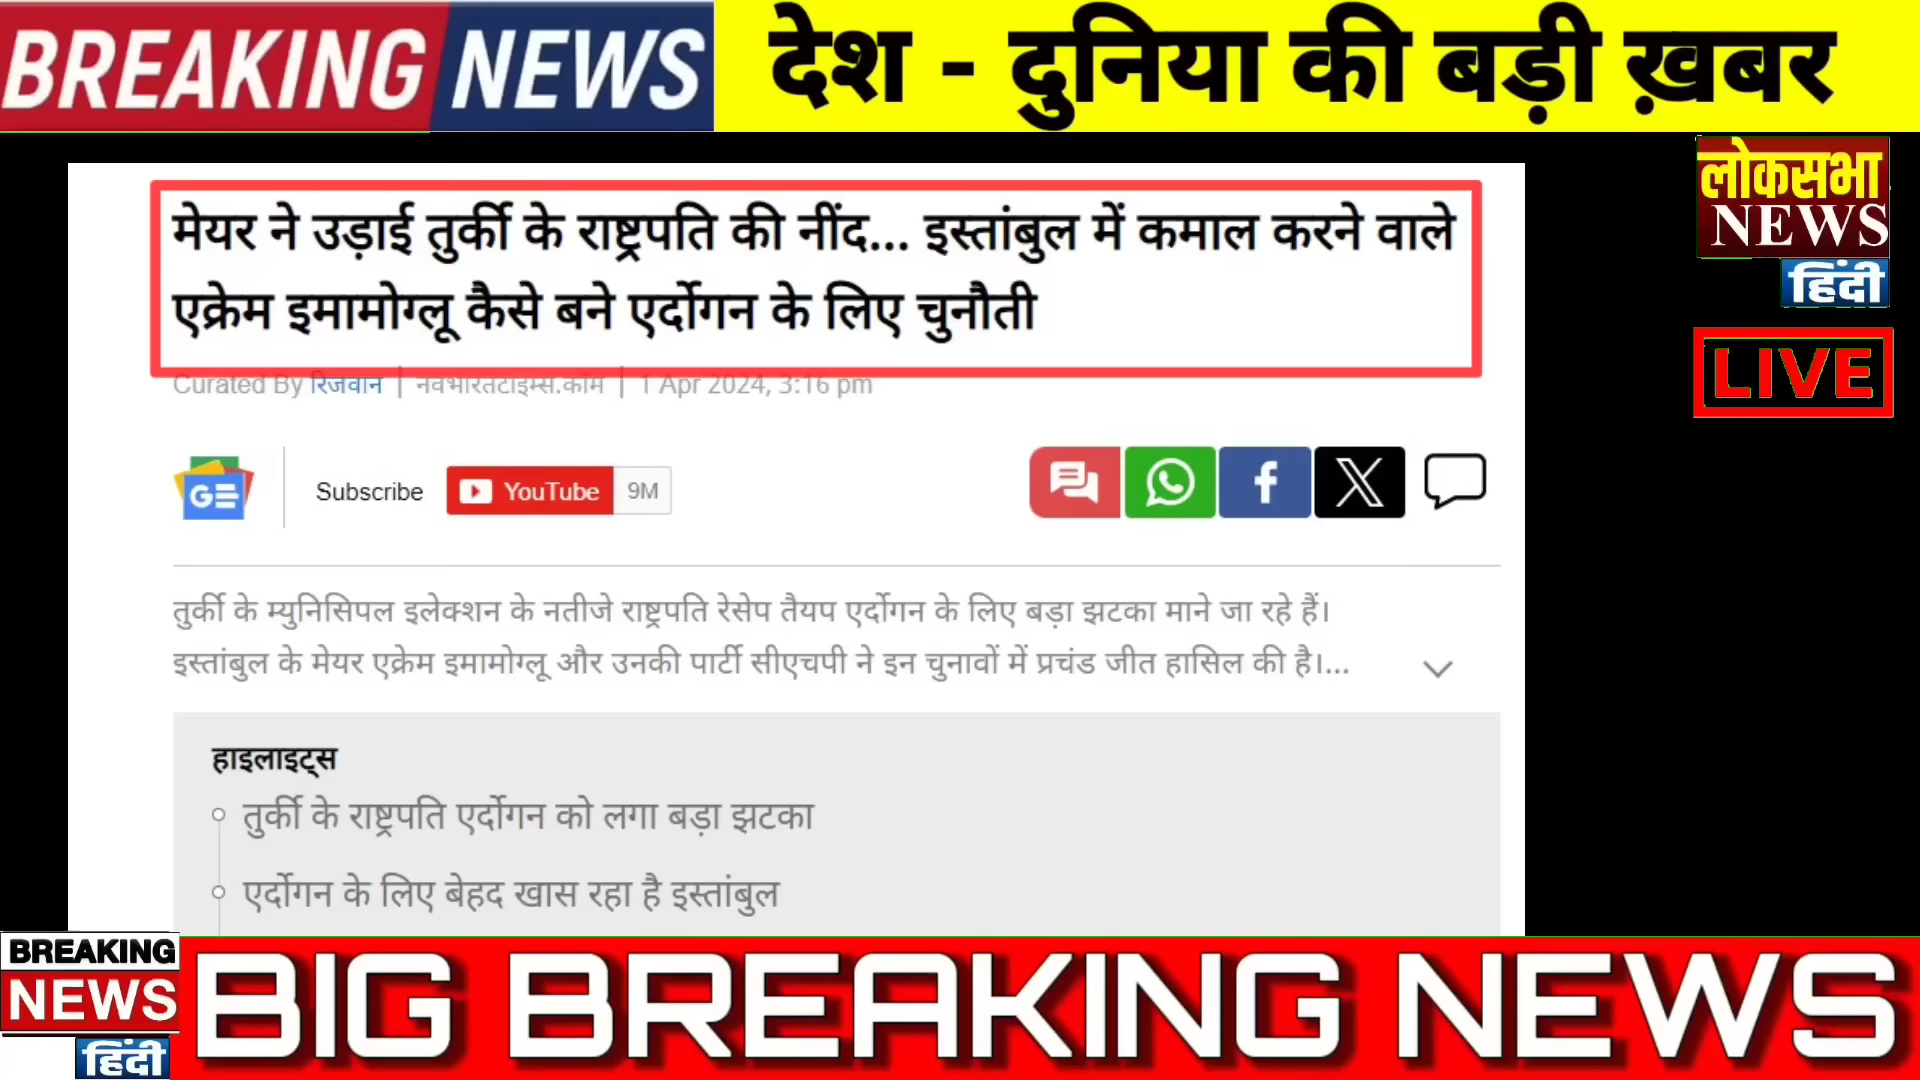 BREAKING NEWS
देश - दुनिया की बड़ी ख़बर
लोकसभा
NEWS
हिंदी
LIVE
मेयर ने उड़ाई तुर्की के राष्ट्रपति की नींद... इस्तांबुल में कमाल करने वाले
एक्रेम इमामोग्लू कैसे बने एर्दोगन के लिए चुनौती
Curated By रिजवान | नवभारतटाइम्स.कॉम | 1 Apr 2024, 3:16 pm
Subscribe
YouTube
9M
तुर्की के म्युनिसिपल इलेक्शन के नतीजे राष्ट्रपति रेसेप तैयप एर्दोगन के लिए बड़ा झटका माने जा रहे हैं।
इस्तांबुल के मेयर एक्रेम इमामोग्लू और उनकी पार्टी सीएचपी ने इन चुनावों में प्रचंड जीत हासिल की है।...
हाइलाइट्स
तुर्की के राष्ट्रपति एर्दोगन को लगा बड़ा झटका
एर्दोगन के लिए बेहद खास रहा है इस्तांबुल
BREAKING
NEWS
हिंदी
BIG BREAKING NEWS